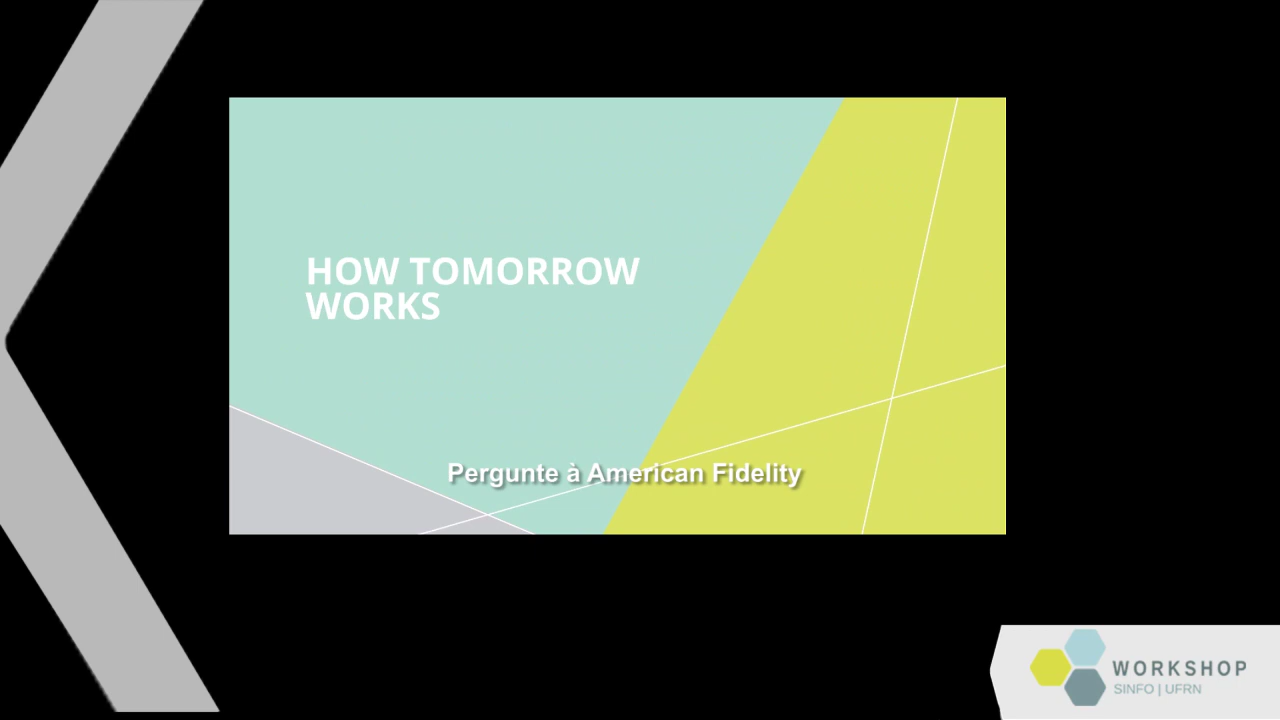 HOW TOMORROW
WORKS
Pergunte à American Fidelity
WORKSHOP
SINFO | UFRN